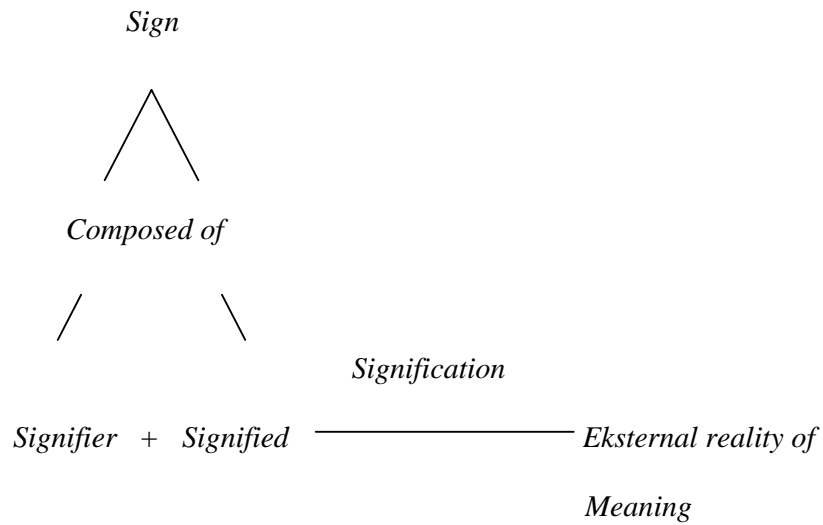 Sign
Composed of
Signification
Signifier + Signified Eksternal reality of
Meaning